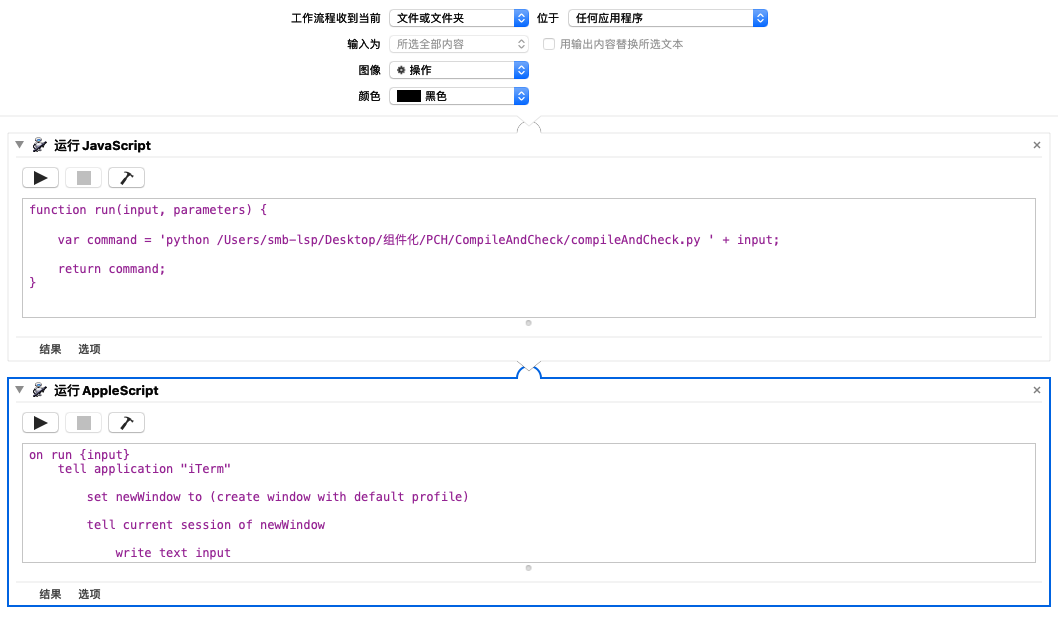 工作流程收到当前 文件或文件夹 位于 任何应用程序
输入为 所选全部内容 用输出内容替换所选文本
图像 操作
颜色 黑色
运行 JavaScript
function run(input, parameters) {
var command = 'python /Users/smb-lsp/Desktop/组件化/PCH/CompileAndCheck/compileAndCheck.py ' + input;
return command;
}
结果 选项
运行 AppleScript
on run {input}
tell application "iTerm"
set newWindow to (create window with default profile)
tell current session of newWindow
write text input
结果 选项